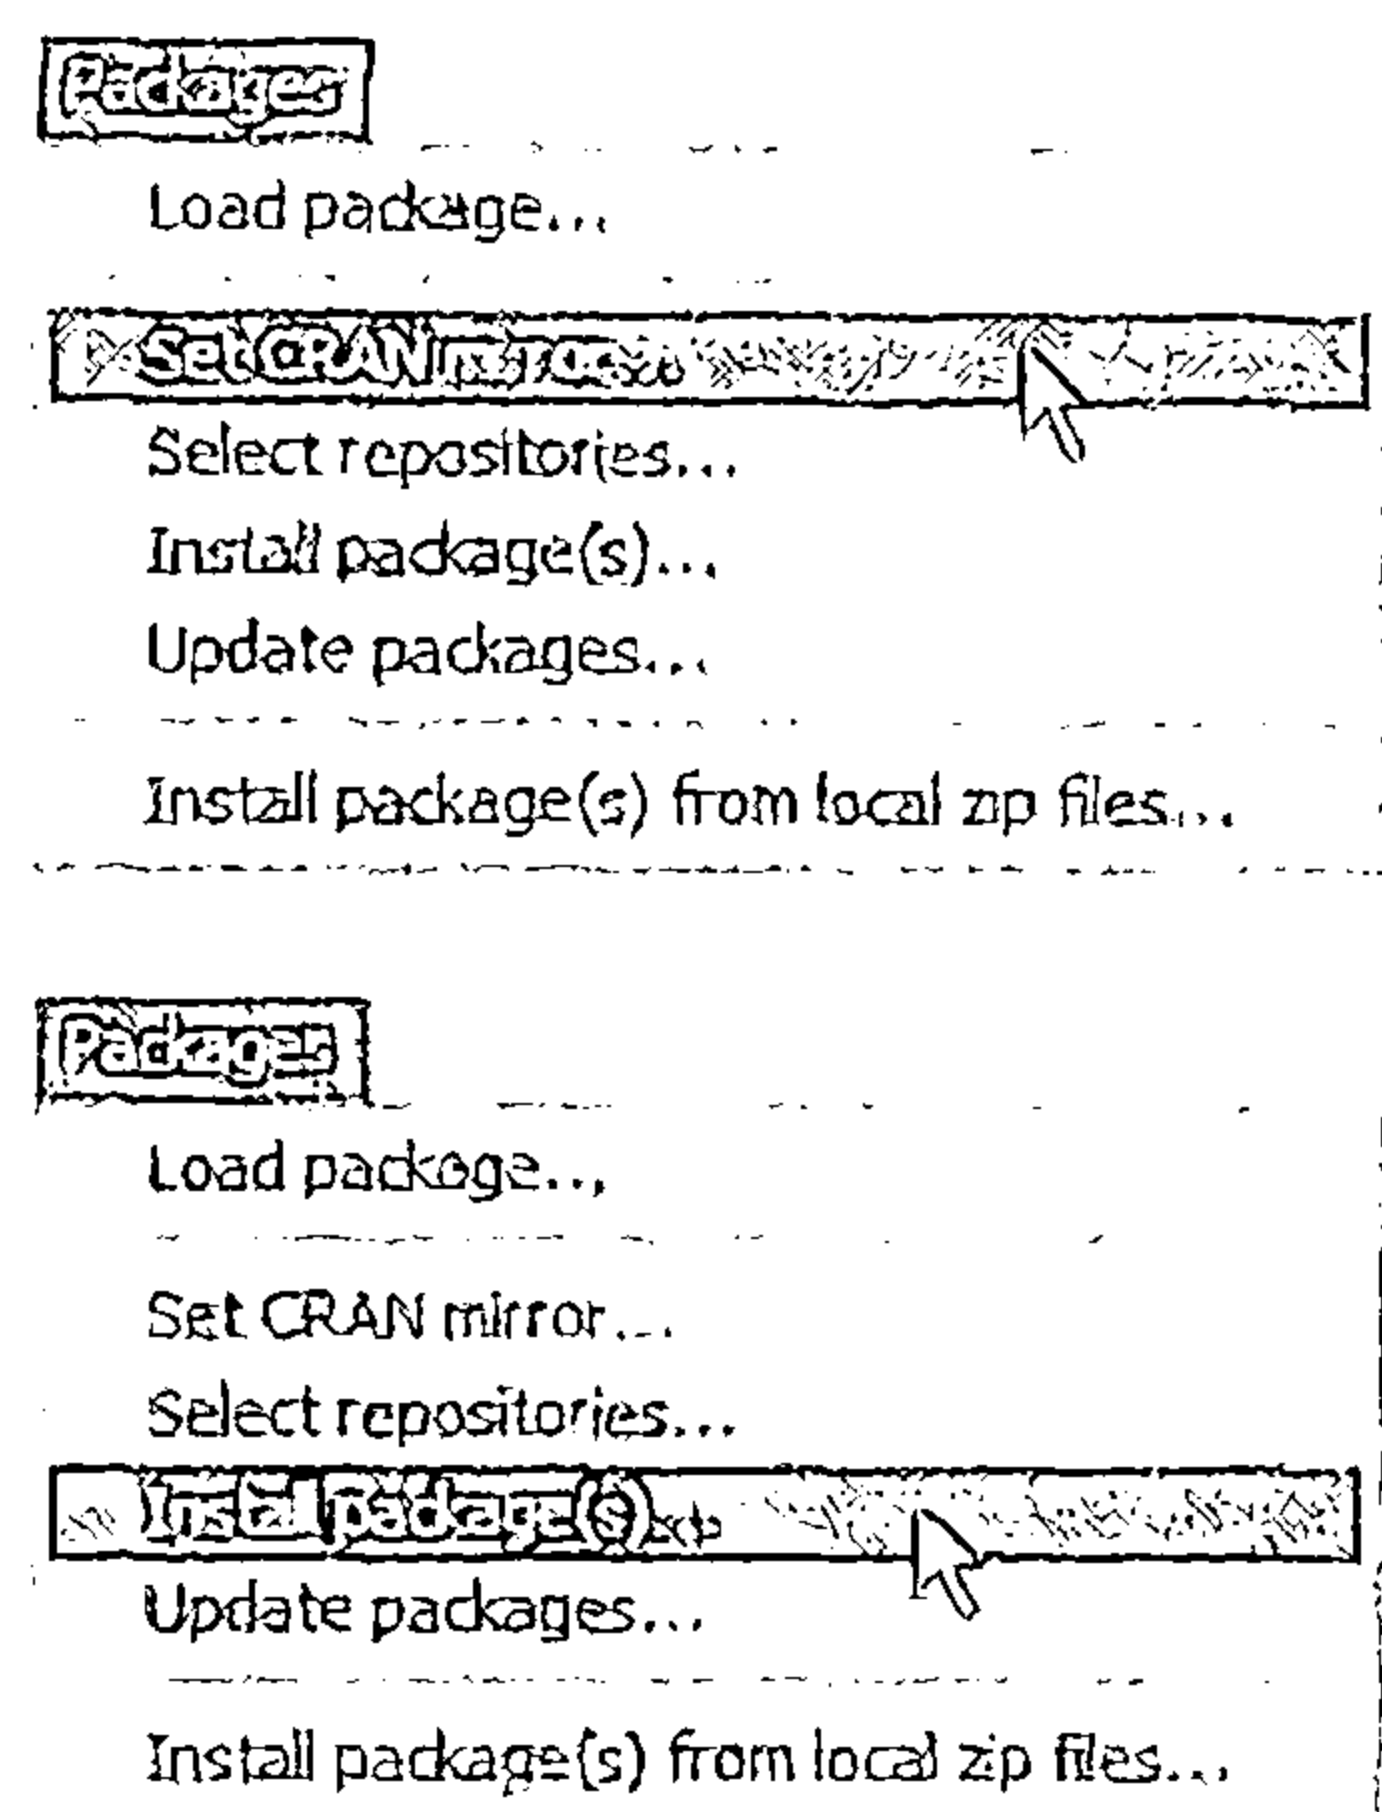 Packages
Load package...
Set CRAN mirror...
Select repositories...
Install package(s)...
Update packages...
Install package(s) from local zip files...
Packages
Load package...
Set CRAN mirror...
Select repositories...
Install package(s)...
Update packages...
Install package(s) from local zip files...